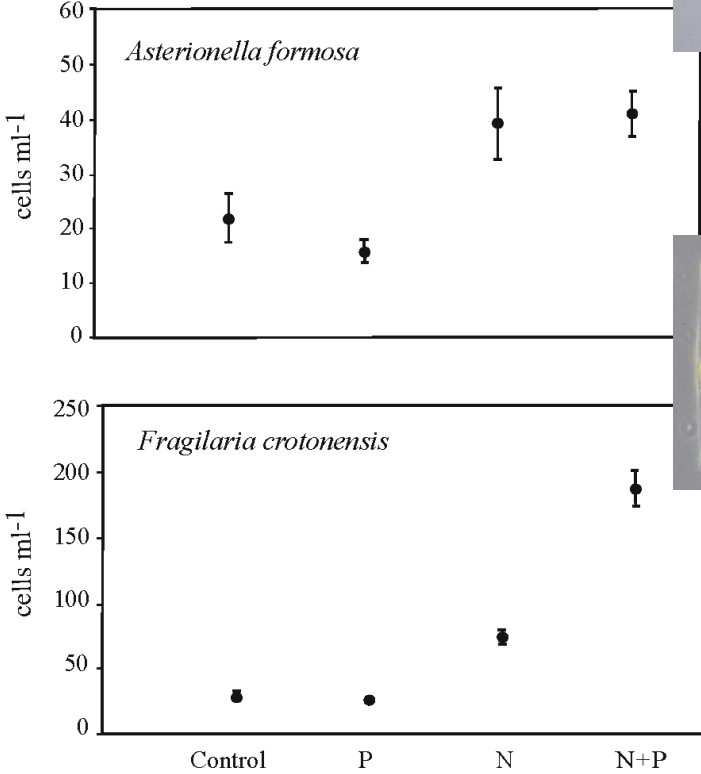 60
Asterionella formosa
50
40
30
20
10
0
cells ml-1
250
Fragilaria crotonensis
200
150
100
50
0
cells ml-1
Control P N N+P